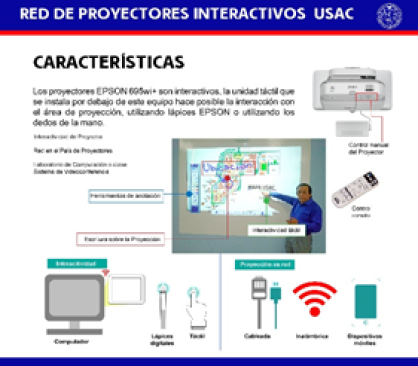 RED DE PROYECTORES INTERACTIVOS USAC
CARACTERÍSTICAS
Los proyectores EPSON 695wi+ son interactivos, la unidad táctil que
se instala por debajo de este equipo hace posible la interacción con
el área de proyección, utilizando lápices EPSON o utilizando los
dedos de la mano.
Interactividad de Programa
Red en el País de Proyectores
Laboratorio de Computación o clase
Sistema de Videoconferencia
Control manual
del Proyector
Control
remoto
Herramientas de anotación
Escritura sobre la Proyección
interactividad táctil
Interactividad
Proyección en red
Computador
Lápices
digitales
Táctil
Cableada
Inalámbrica
Dispositivos
móviles